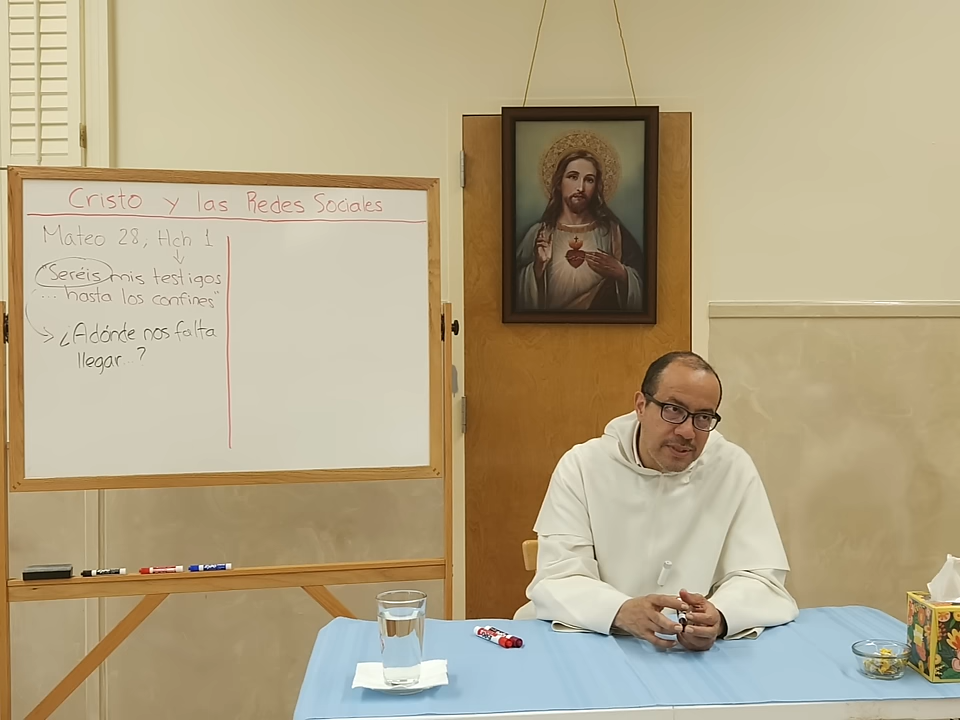 Cristo y las Redes Sociales
Mateo 28, Hch 1
"Seréis mis testigos
... hasta los confines"
¿Adónde nos falta
llegar...?